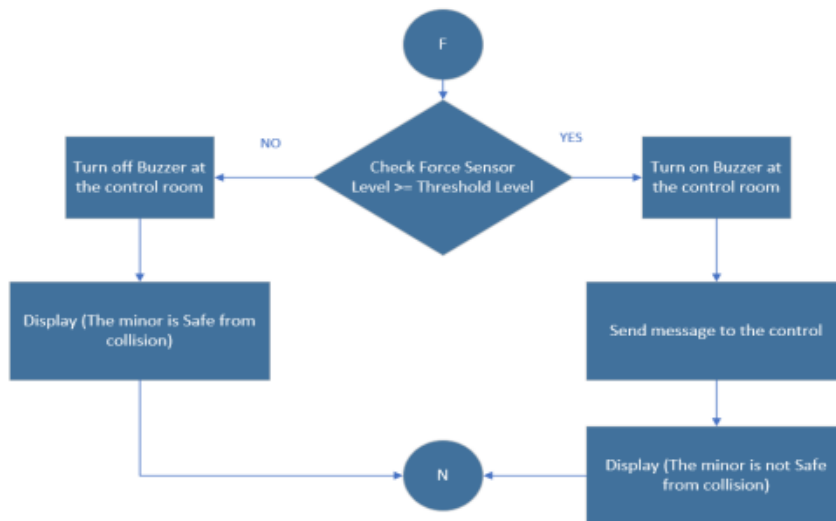 F
NO
YES
Turn off Buzzer at
the control room
Check Force Sensor
Level >= Threshold Level
Turn on Buzzer at
the control room
Display (The minor is Safe from
collision)
Send message to the control
N
Display (The minor is not Safe
from collision)